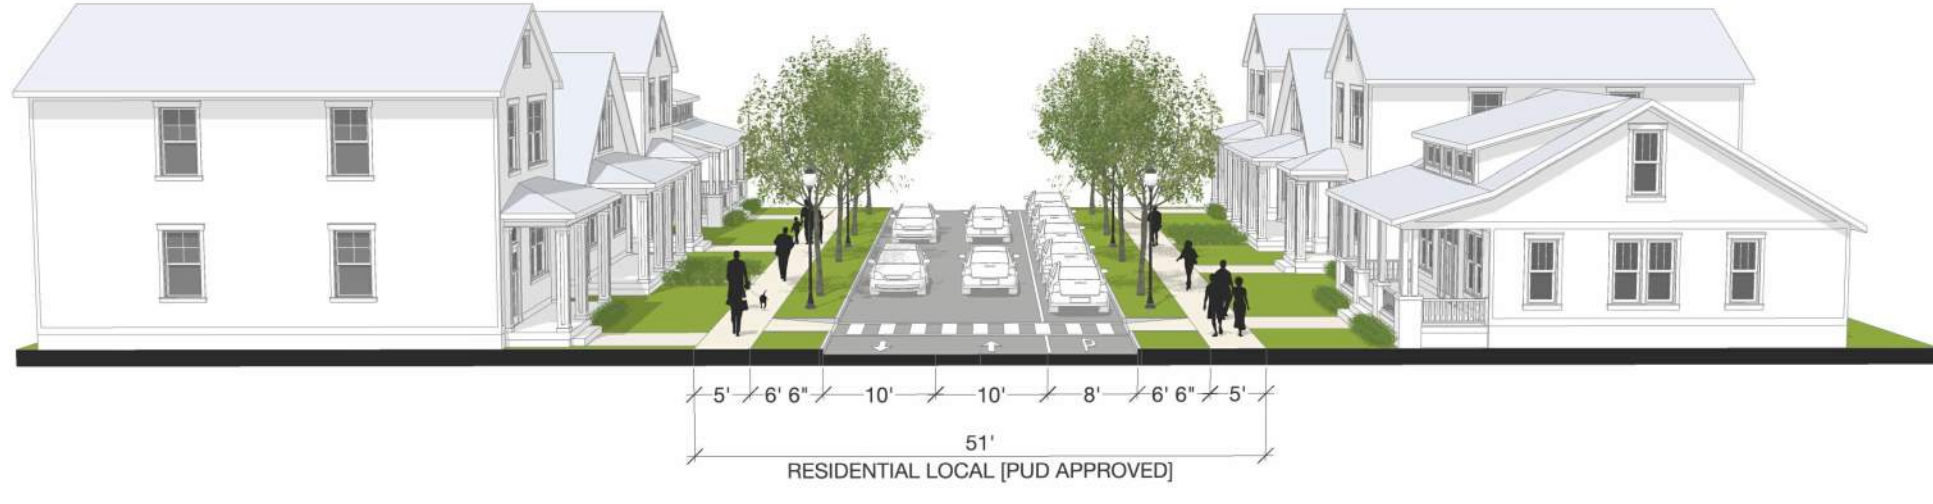 P
5' 6' 6" 10' 10' 8' 6' 6" 5'
51'
RESIDENTIAL LOCAL [PUD APPROVED]